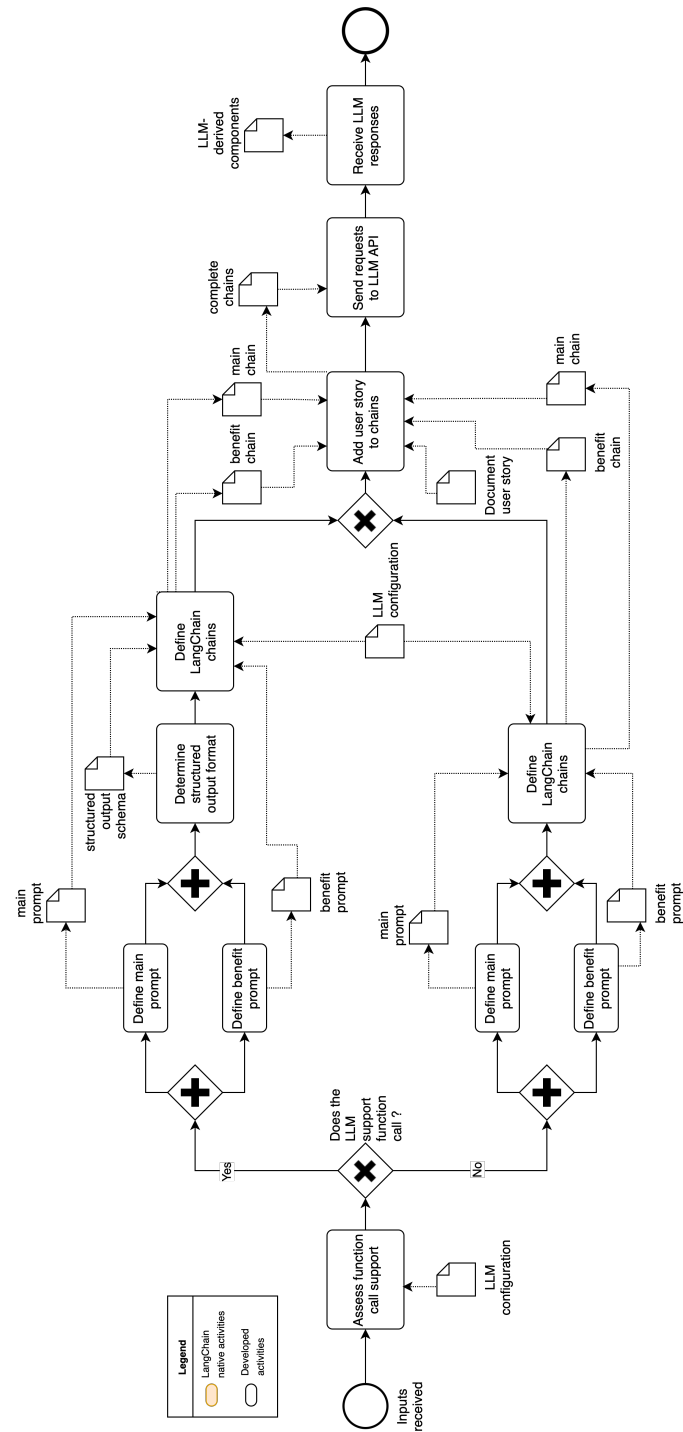 Legend
LangChain
native activities
Developed
activities
Inputs
received
Assess function
call support
LLM
configuration
Does the
LLM
support
function
call ?
Yes
No
Define main
prompt
Define benefit
prompt
main
prompt
benefit
prompt
Determine
structured
output format
structured
output
schema
Define
LangChain
chains
Define main
prompt
Define benefit
prompt
main
prompt
benefit
prompt
Define
LangChain
chains
LLM
configuration
benefit
chain
main
chain
Document
user story
benefit
chain
main
chain
Add user story
to chains
complete
chains
Send requests
to LLM API
LLM-
derived
components
Receive LLM
responses